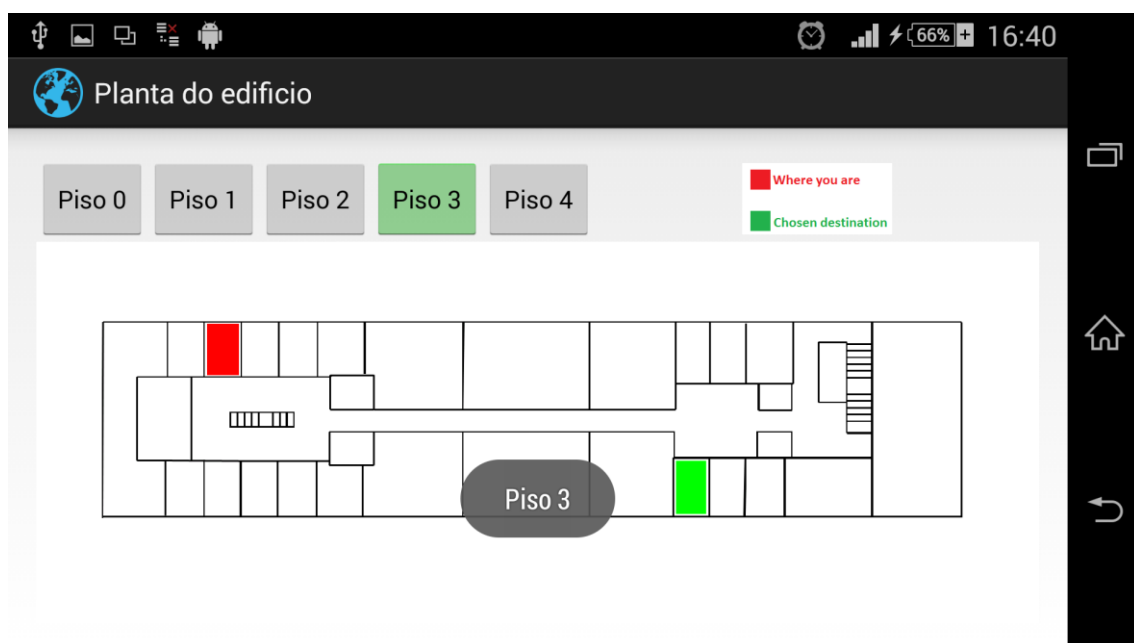 66% 16:40
Planta do edificio
Piso 0 Piso 1 Piso 2 Piso 3 Piso 4
Where you are
Chosen destination
Piso 3